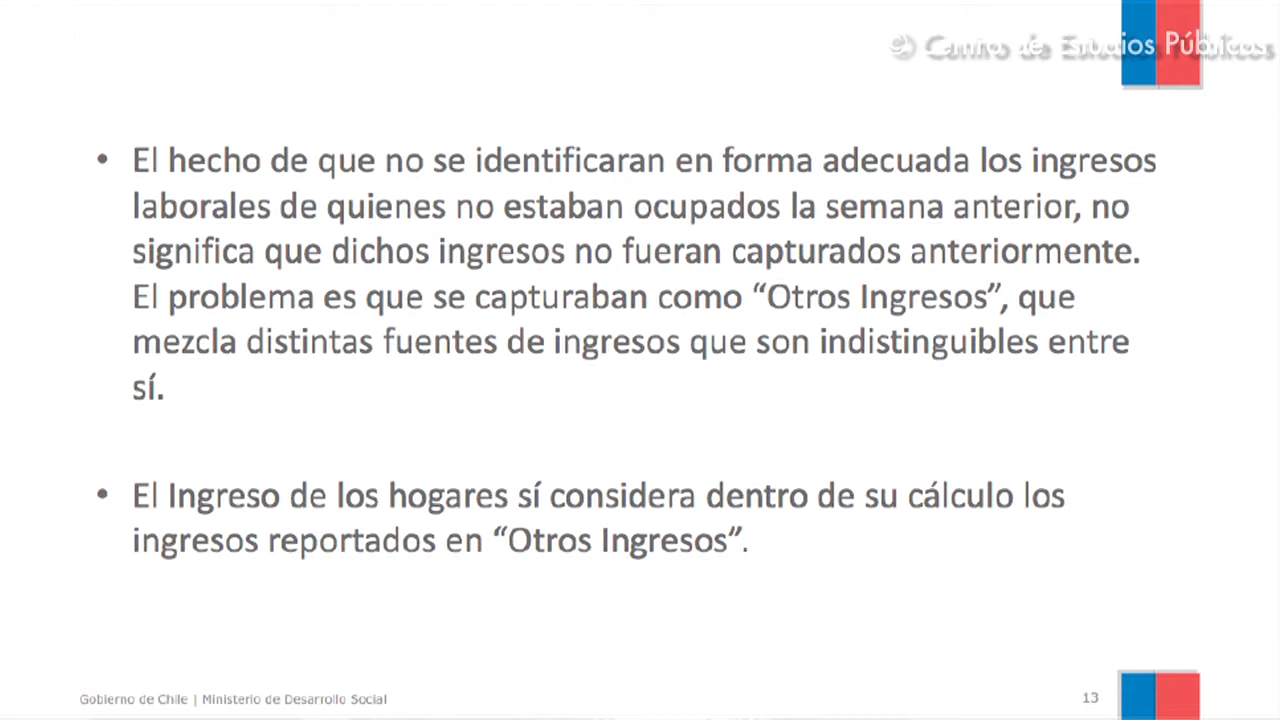 © Centro de Estudios Públicos
• El hecho de que no se identificaran en forma adecuada los ingresos
laborales de quienes no estaban ocupados la semana anterior, no
significa que dichos ingresos no fueran capturados anteriormente.
El problema es que se capturaban como “Otros Ingresos”, que
mezcla distintas fuentes de ingresos que son indistinguibles entre
sí.
• El Ingreso de los hogares sí considera dentro de su cálculo los
ingresos reportados en “Otros Ingresos”.
Gobierno de Chile | Ministerio de Desarrollo Social
13